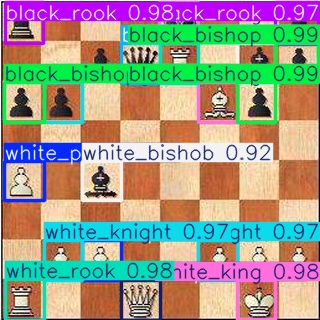 black_rook 0.98 ck_rook 0.97
black_bishop 0.99
black_bisho black_bishop 0.99
white_p white_bishob 0.92
white_knight 0.97 ght 0.97
white_rook 0.98 hite_king 0.98